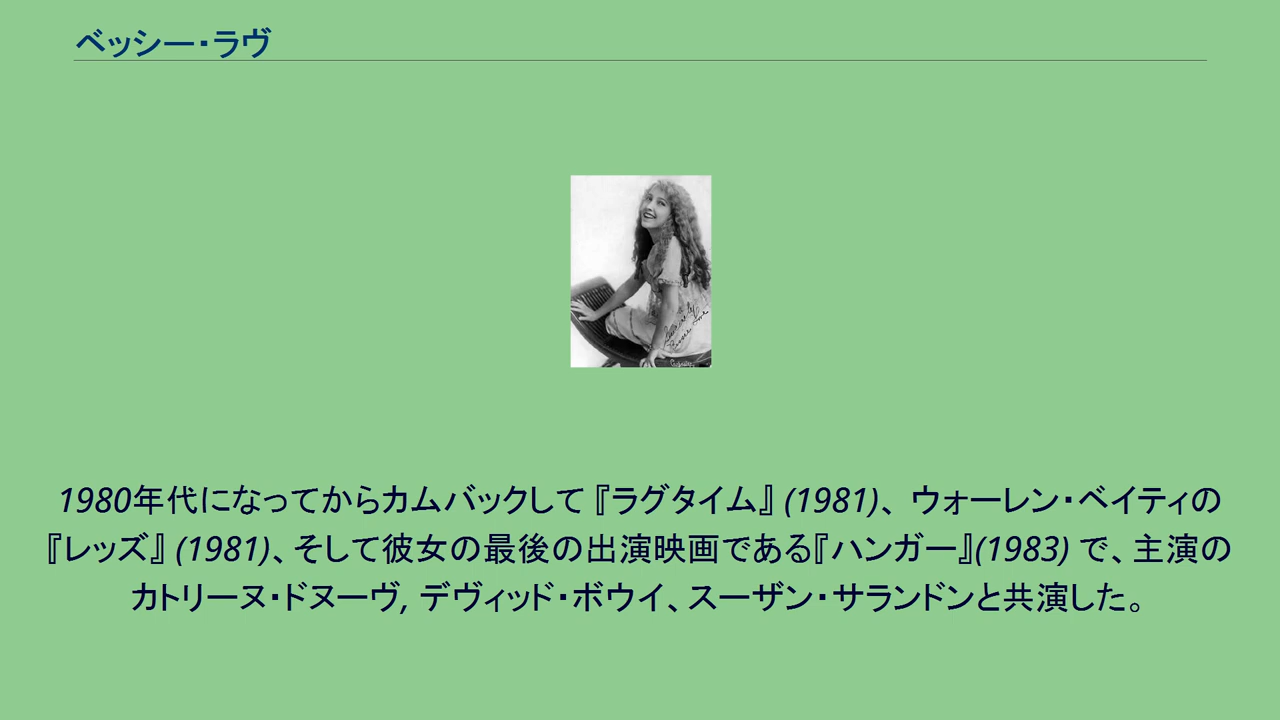 ベッシー・ラヴ
1980年代になってからカムバックして『ラグタイム』(1981)、ウォーレン・ベイティの
『レッズ』(1981)、そして彼女の最後の出演映画である『ハンガー』(1983) で、主演の
カトリーヌ・ドヌーヴ, デヴィッド・ボウイ、スーザン・サランドンと共演した。